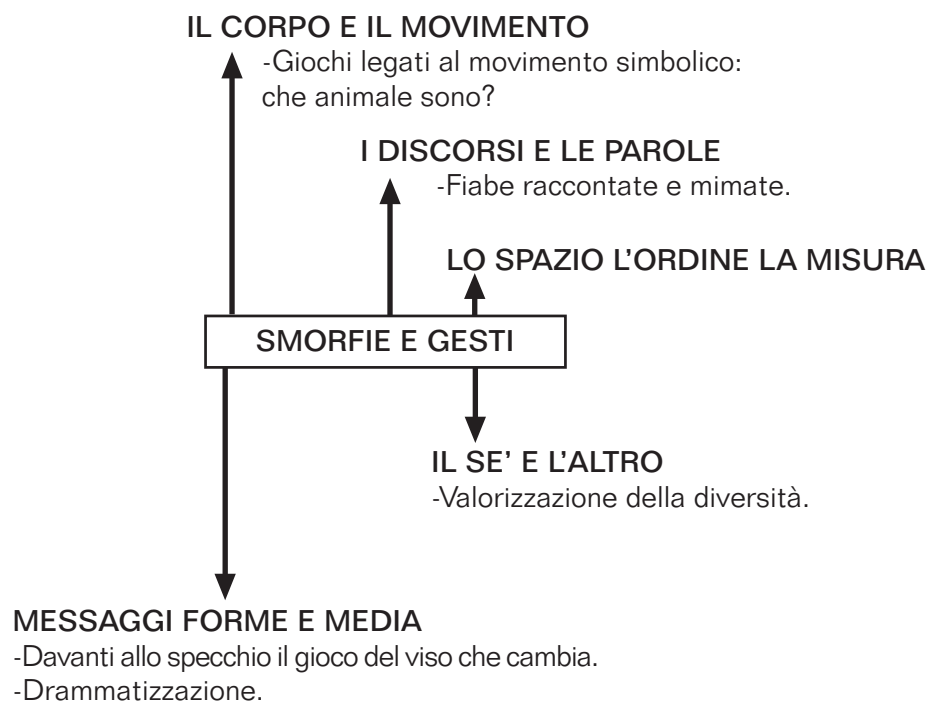 IL CORPO E IL MOVIMENTO
-Giochi legati al movimento simbolico:
che animale sono?
I DISCORSI E LE PAROLE
-Fiabe raccontate e mimate.
LO SPAZIO L’ORDINE LA MISURA
SMORFIE E GESTI
IL SE’ E L’ALTRO
-Valorizzazione della diversità.
MESSAGGI FORME E MEDIA
-Davanti allo specchio il gioco del viso che cambia.
-Drammatizzazione.